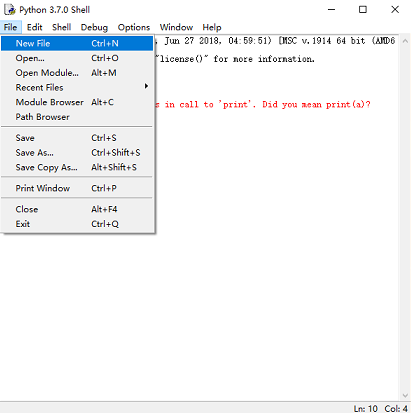 Python 3.7.0 Shell
File Edit Shell Debug Options Window Help
New File Ctrl+N
, Jun 27 2018, 04:59:51) [MSC v.1914 64 bit (AMD6
Open... Ctrl+O
"license()" for more information.
Open Module... Alt+M
Recent Files
Module Browser Alt+C
s in call to 'print'. Did you mean print(a)?
Path Browser
Save Ctrl+S
Save As... Ctrl+Shift+S
Save Copy As... Alt+Shift+S
Print Window Ctrl+P
Close Alt+F4
Exit Ctrl+Q
Ln: 10 Col: 4